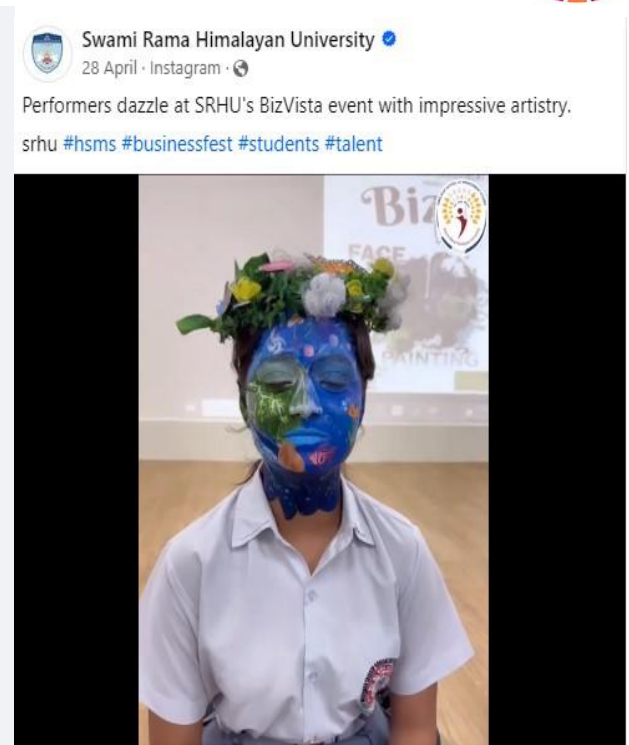 Swami Rama Himalayan University
28 April · Instagram ·
Performers dazzle at SRHU's BizVista event with impressive artistry.
srhu #hsms #businessfest #students #talent
Biz
FACE
PAINTING